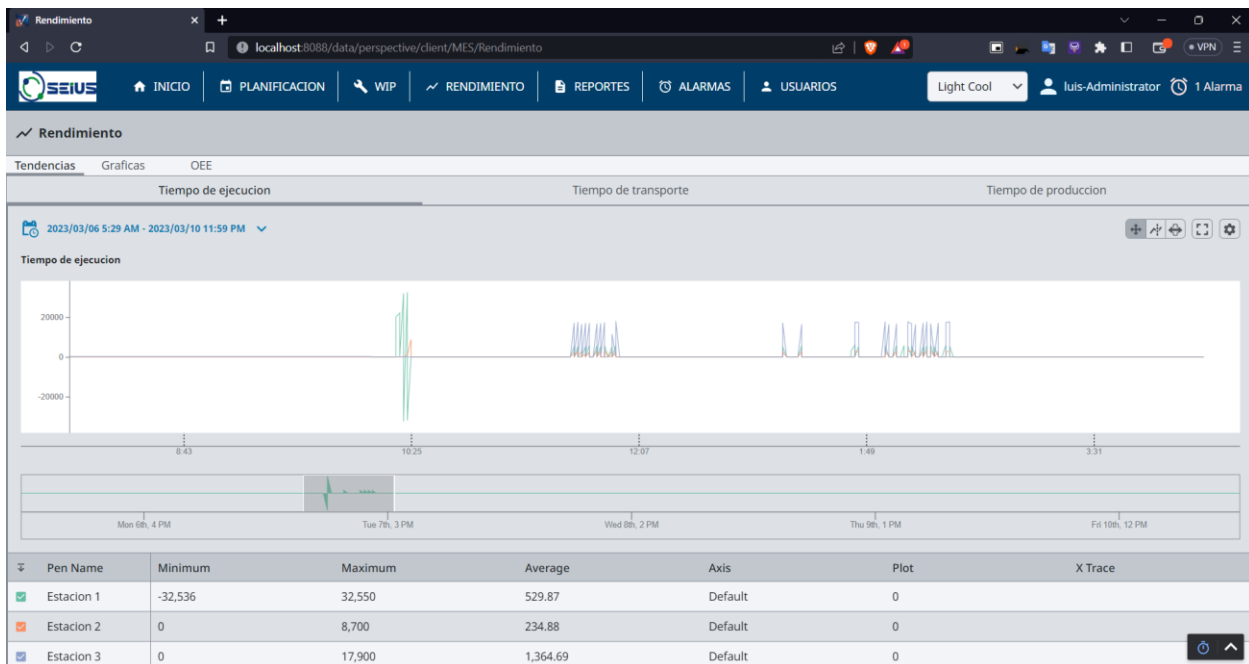 Rendimiento
localhost:8088/data/perspective/client/MES/Rendimiento
VPN
SEIUS
INICIO
PLANIFICACION
WIP
RENDIMIENTO
REPORTES
ALARMAS
USUARIOS
Light Cool
luis-Administrator
1 Alarma
Rendimiento
Tendencias Graficas OEE
Tiempo de ejecucion Tiempo de transporte Tiempo de produccion
2023/03/06 5:29 AM - 2023/03/10 11:59 PM
Tiempo de ejecucion
20000
0
-20000
8:43 10:25 12:07 1:49 3:31
Mon 6th, 4 PM Tue 7th, 3 PM Wed 8th, 2 PM Thu 9th, 1 PM Fri 10th, 12 PM
Pen Name Minimum Maximum Average Axis Plot X Trace
Estacion 1 -32,536 32,550 529.87 Default 0
Estacion 2 0 8,700 234.88 Default 0
Estacion 3 0 17,900 1,364.69 Default 0